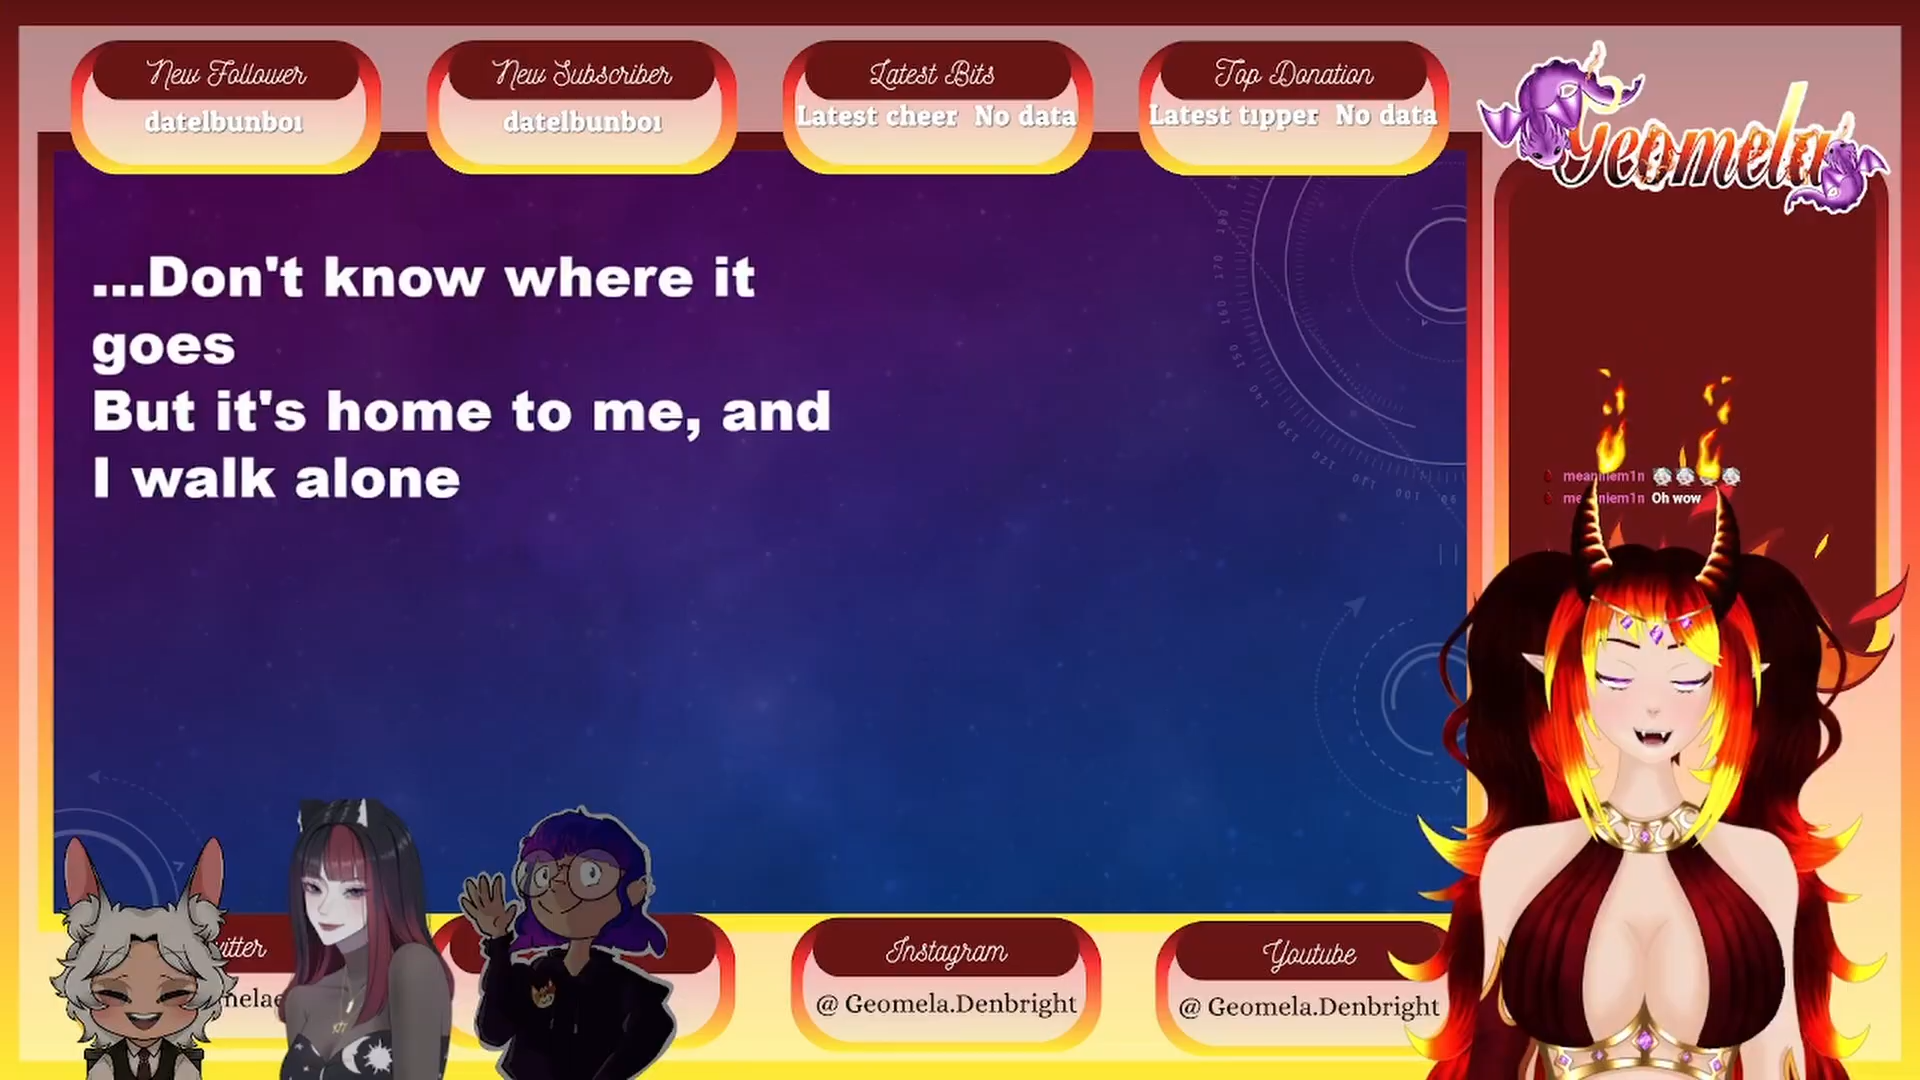 New Follower
datelbunboi
New Subscriber
datelbunboi
Latest Bits
Latest cheer No data
Top Donation
Latest tipper No data
Geomela
...Don't know where it
goes
But it's home to me, and
I walk alone
Oh wow
Instagram
@ Geomela.Denbright
Youtube
@ Geomela.Denbright